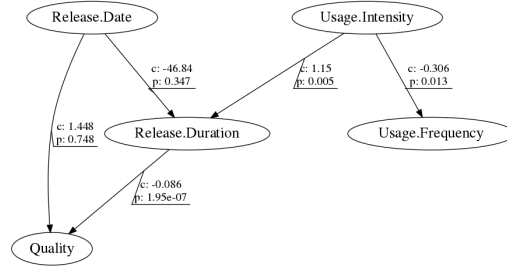 Release.Date
Usage.Intensity
c: -46.84
p: 0.347
c: 1.15
p: 0.005
c: -0.306
p: 0.013
c: 1.448
p: 0.748
Release.Duration
Usage.Frequency
c: -0.086
p: 1.95e-07
Quality